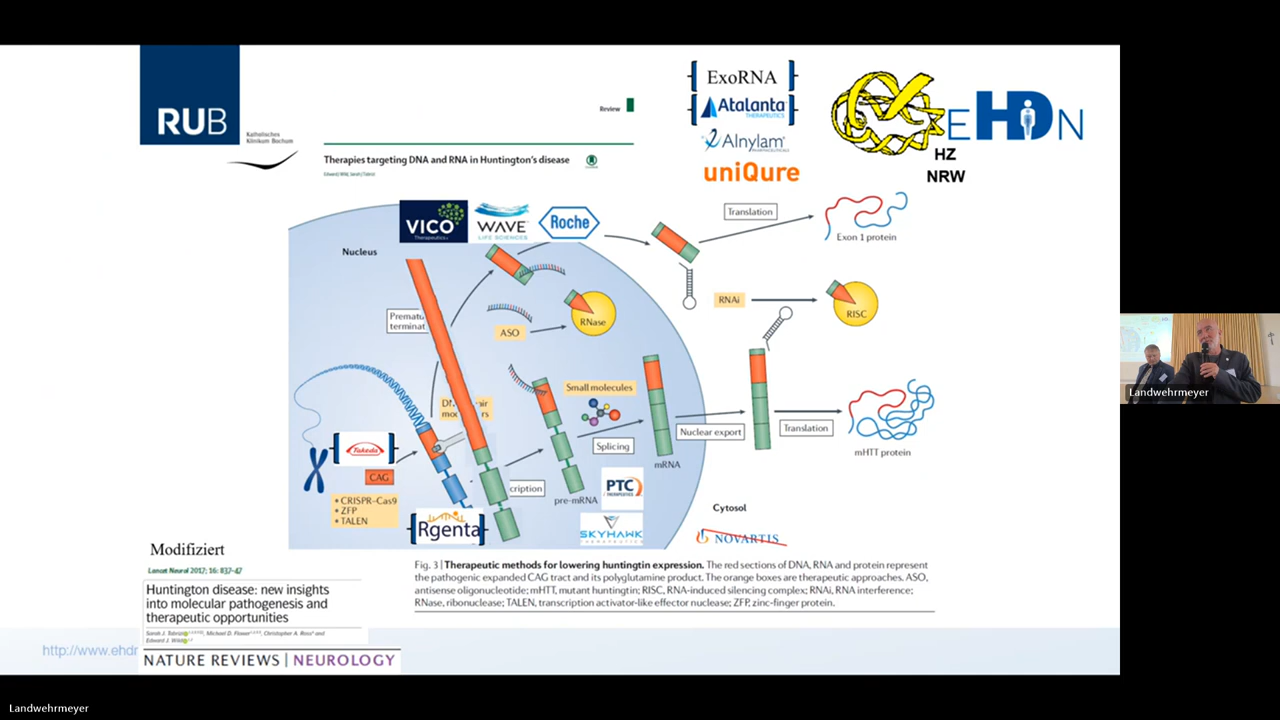 RUB
Katholisches
Klinikum Bochum
Review
Therapies targeting DNA and RNA in Huntington's disease
ExoRNA
Atalanta
THERAPEUTICS
Alnylam
PHARMACEUTICALS
uniQure
EHDN
HZ
NRW
VICO
Therapeutics
WAVE
LIFE SCIENCES
Roche
Nucleus
Translation
Exon 1 protein
RNAi
RISC
RNase
ASO
Small molecules
Splicing
mRNA
Nuclear export
Translation
mHTT protein
Takeda
CAG
• CRISPR-Cas9
• ZFP
• TALEN
Rgenta
cription
pre-mRNA
PTC
THERAPEUTICS
SKYHAWK
THERAPEUTICS
Cytosol
NOVARTIS
Modifiziert
Lancet Neurol 2017; 16: 837–47
Huntington disease: new insights
into molecular pathogenesis and
therapeutic opportunities
Sarah J. Tabrizi, Michael D. Flower, Christopher A. Ross and
Edward J. Wild
NATURE REVIEWS | NEUROLOGY
http://www.ehdr
Fig. 3 | Therapeutic methods for lowering huntingtin expression. The red sections of DNA, RNA and protein represent
the pathogenic expanded CAG tract and its polyglutamine product. The orange boxes are therapeutic approaches. ASO,
antisense oligonucleotide; mHTT, mutant huntingtin; RISC, RNA-induced silencing complex; RNAi, RNA interference;
RNase, ribonuclease; TALEN, transcription activator-like effector nuclease; ZFP, zinc-finger protein.
Landwehrmeyer
Landwehrmeyer